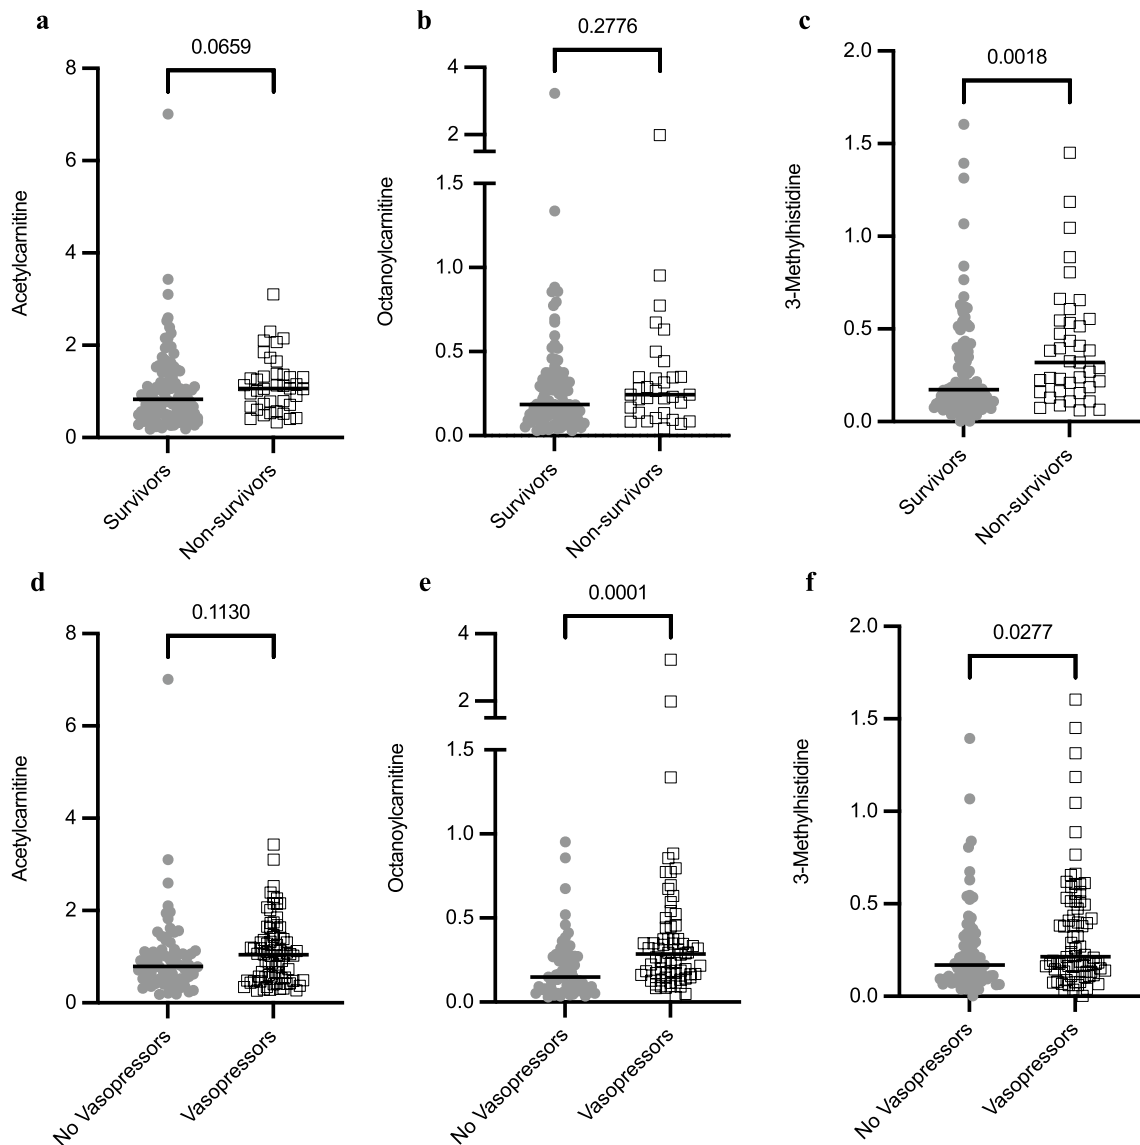 a
0.0659
8
6
4
2
0
Acetylcarnitine
Survivors
Non-survivors
b
0.2776
4
2
1.5
1.0
0.5
0.0
Octanoylcarnitine
Survivors
Non-survivors
c
0.0018
2.0
1.5
1.0
0.5
0.0
3-Methylhistidine
Survivors
Non-survivors
d
0.1130
8
6
4
2
0
Acetylcarnitine
No Vasopressors
Vasopressors
e
0.0001
4
2
1.5
1.0
0.5
0.0
Octanoylcarnitine
No Vasopressors
Vasopressors
f
0.0277
2.0
1.5
1.0
0.5
0.0
3-Methylhistidine
No Vasopressors
Vasopressors